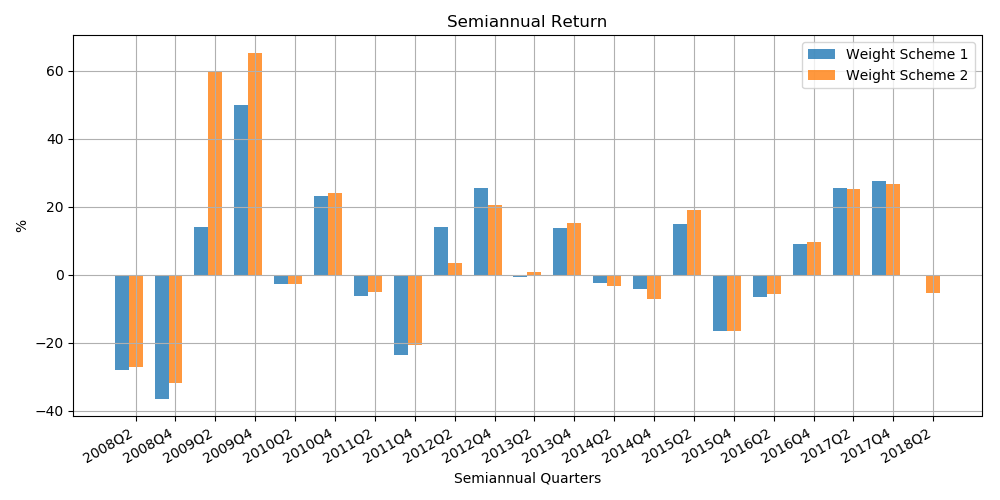 Semiannual Return
Weight Scheme 1
Weight Scheme 2
%
60
40
20
0
−20
−40
2008Q2
2008Q4
2009Q2
2009Q4
2010Q2
2010Q4
2011Q2
2011Q4
2012Q2
2012Q4
2013Q2
2013Q4
2014Q2
2014Q4
2015Q2
2015Q4
2016Q2
2016Q4
2017Q2
2017Q4
2018Q2
Semiannual Quarters